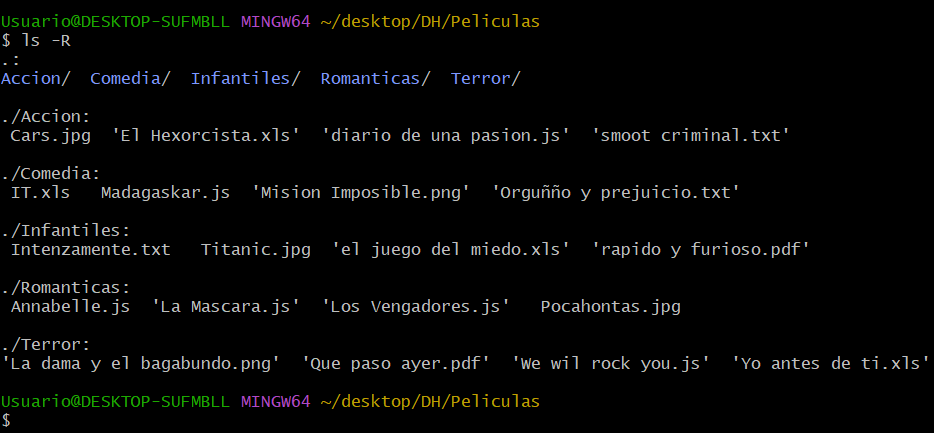 Usuario@DESKTOP-SUFMBLL MINGW64 ~/desktop/DH/Peliculas
$ ls -R
.:
Accion/  Comedia/  Infantiles/  Romanticas/  Terror/

./Accion:
 Cars.jpg  'El Hexorcista.xls'  'diario de una pasion.js'  'smoot criminal.txt'

./Comedia:
 IT.xls   Madagaskar.js  'Mision Imposible.png'  'Orguñño y prejuicio.txt'

./Infantiles:
 Intenzamente.txt   Titanic.jpg  'el juego del miedo.xls'  'rapido y furioso.pdf'

./Romanticas:
 Annabelle.js  'La Mascara.js'  'Los Vengadores.js'   Pocahontas.jpg

./Terror:
'La dama y el bagabundo.png'  'Que paso ayer.pdf'  'We wil rock you.js'  'Yo antes de ti.xls'

Usuario@DESKTOP-SUFMBLL MINGW64 ~/desktop/DH/Peliculas
$